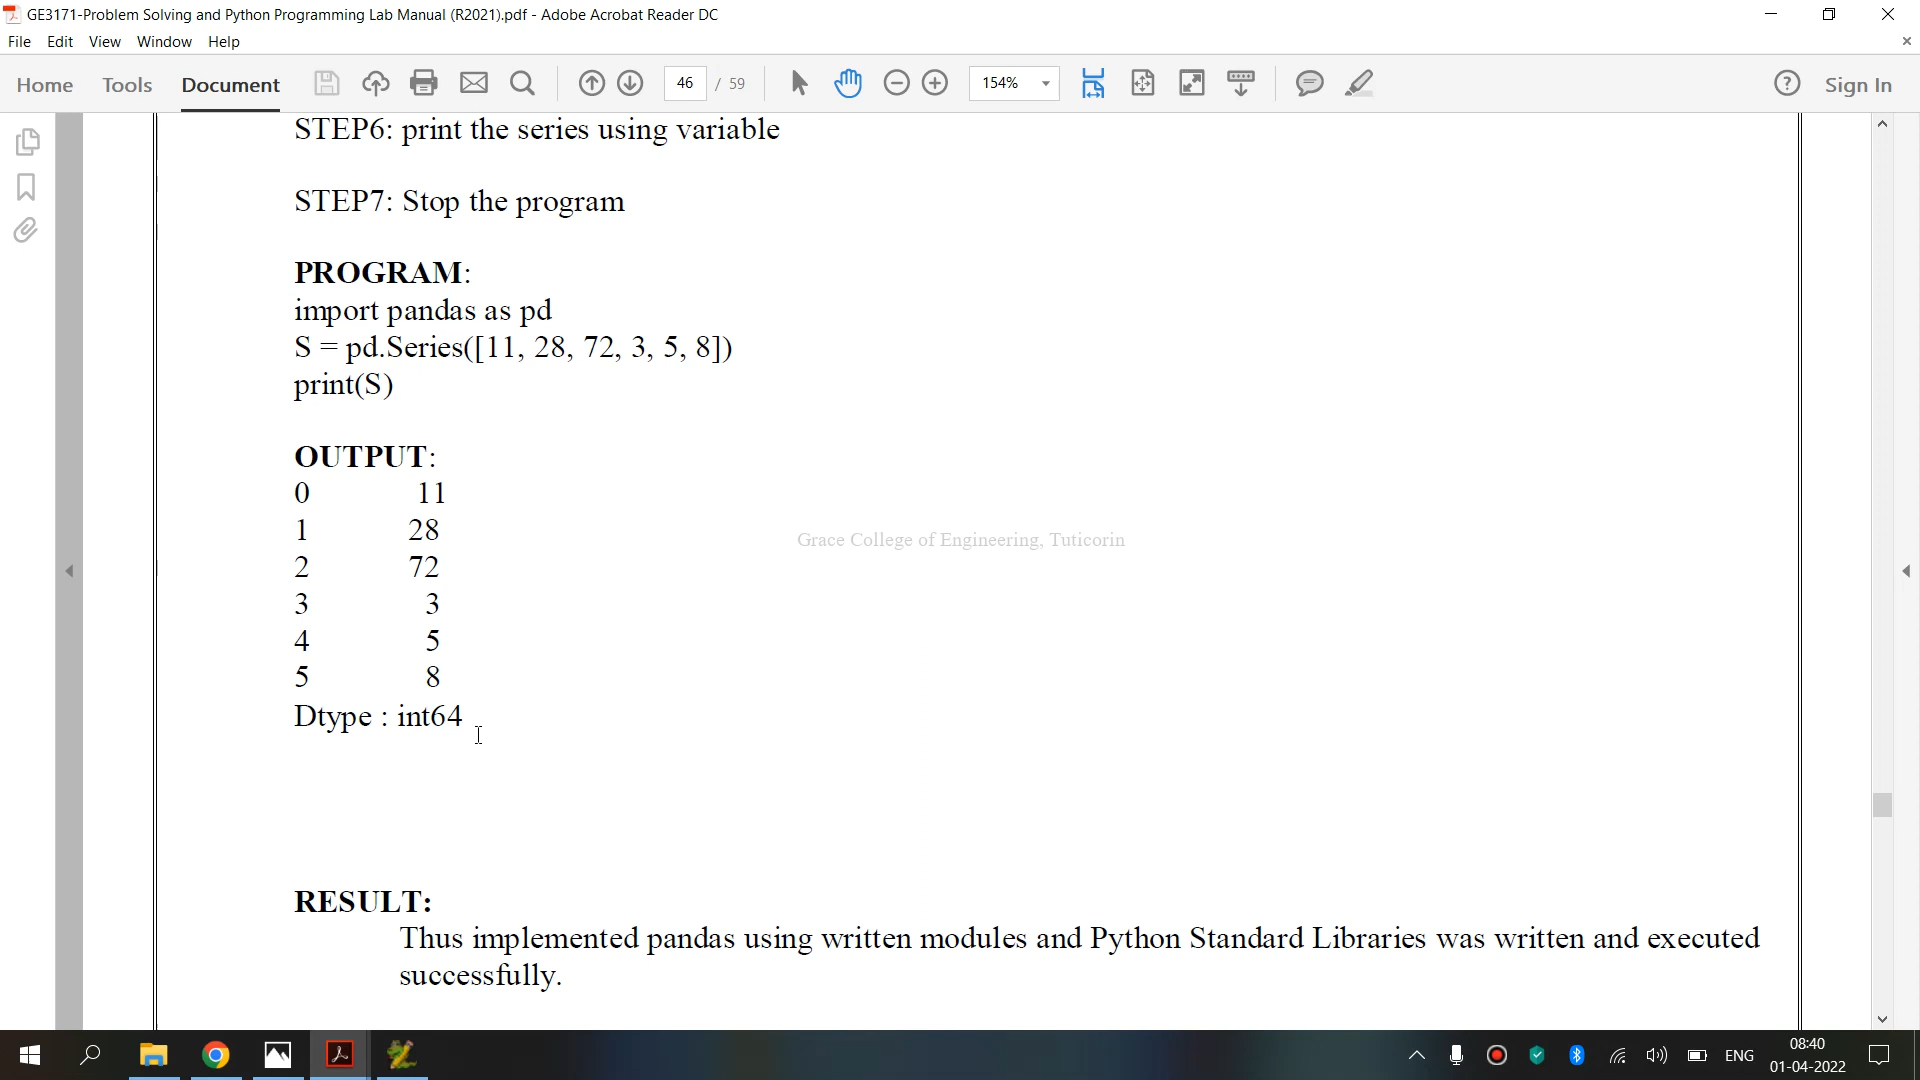 GE3171-Problem Solving and Python Programming Lab Manual (R2021).pdf - Adobe Acrobat Reader DC
File Edit View Window Help
Home Tools Document 46 / 59 154% Sign In
STEP6: print the series using variable
STEP7: Stop the program
PROGRAM:
import pandas as pd
S = pd.Series([11, 28, 72, 3, 5, 8])
print(S)
OUTPUT:
0 11
1 28
Grace College of Engineering, Tuticorin
2 72
3 3
4 5
5 8
Dtype : int64
RESULT:
Thus implemented pandas using written modules and Python Standard Libraries was written and executed
successfully.
ENG
08:40
01-04-2022